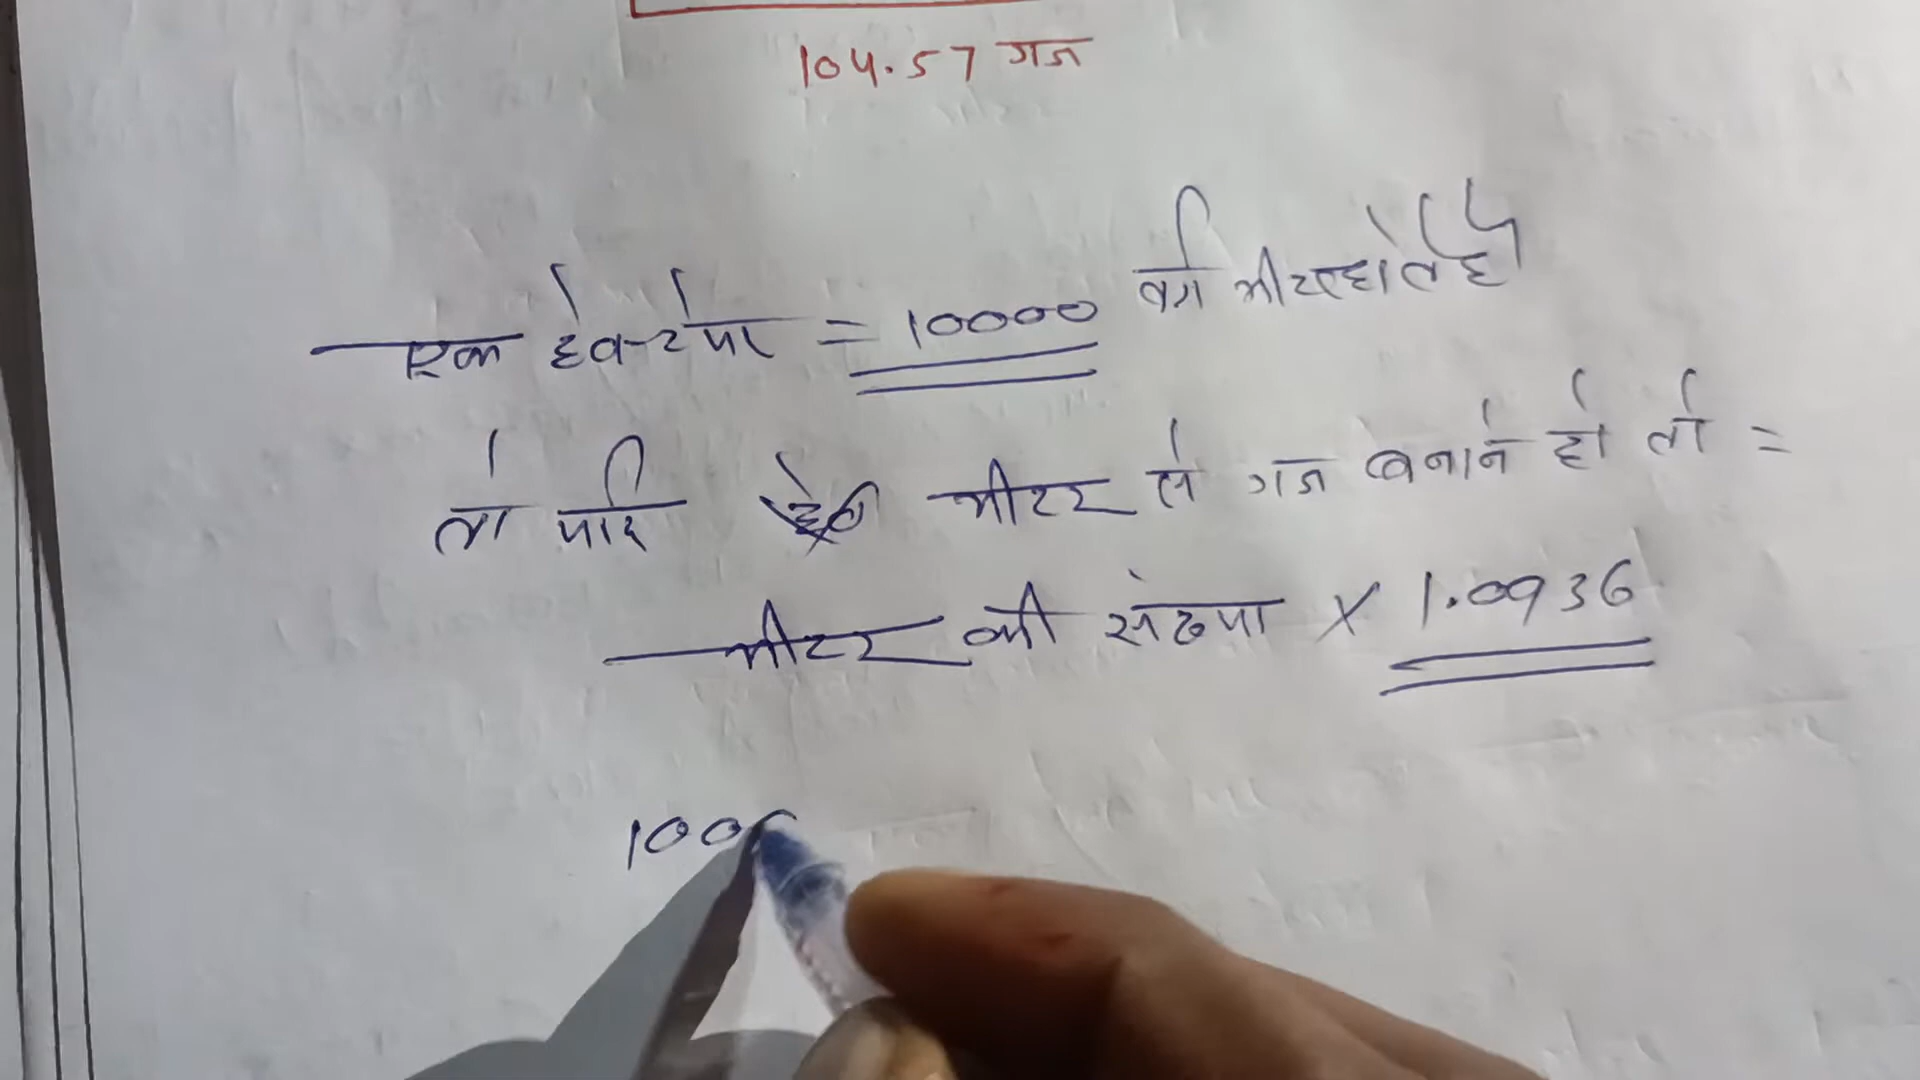 104.57 गज
एक हेक्टेयर = 10000 वर्ग मीटर होते है
तो यदि मीटर से गज बनाने हो तो =
मीटर की संख्या × 1.0936
1000